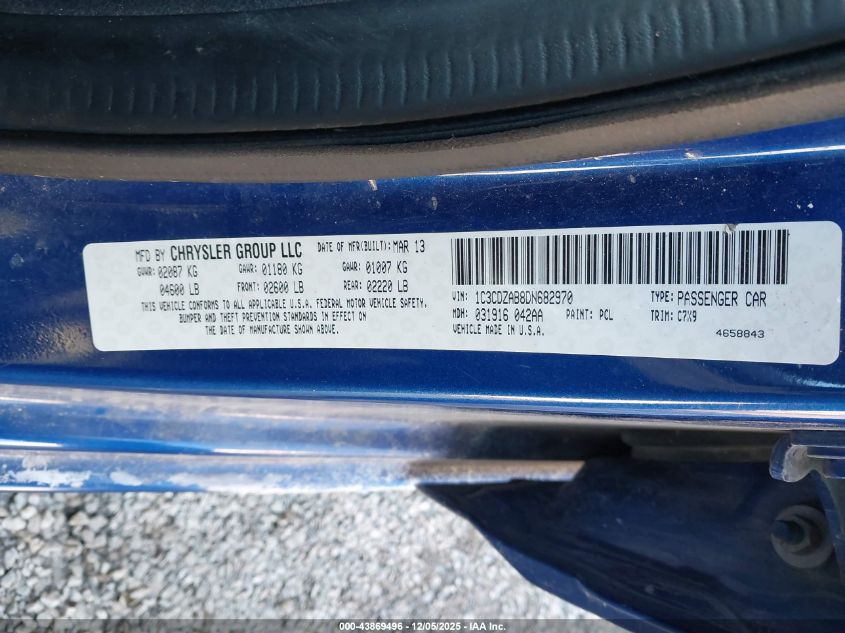 MFD BY CHRYSLER GROUP LLC DATE OF MFR(BUILT): MAR 13
GVWR: 02087 KG GAWR: 01180 KG GAWR: 01007 KG
04600 LB FRONT: 02600 LB REAR: 02220 LB
THIS VEHICLE CONFORMS TO ALL APPLICABLE U.S.A. FEDERAL MOTOR VEHICLE SAFETY,
BUMPER AND THEFT PREVENTION STANDARDS IN EFFECT ON
THE DATE OF MANUFACTURE SHOWN ABOVE.
VIN: 1C3CDZAB8DN682970 TYPE: PASSENGER CAR
MDH: 031916 042AA PAINT: PCL TRIM: C7X9
VEHICLE MADE IN U.S.A. 4658843
000-43869496 - 12/05/2025 - IAA Inc.